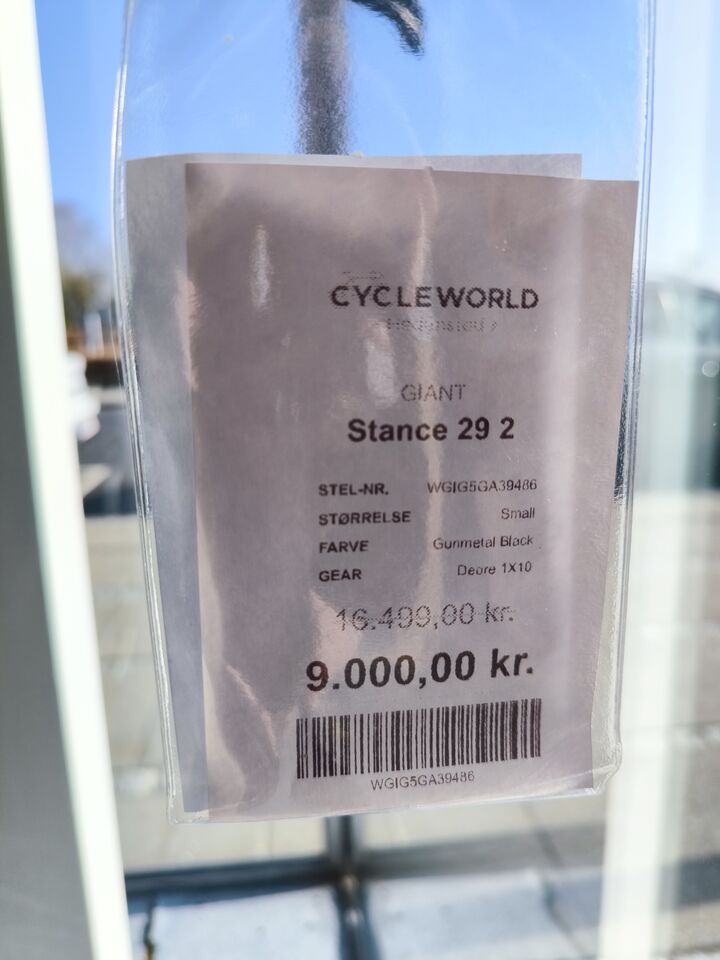 CYCLEWORLD
GIANT
Stance 29 2
STEL-NR. WGIG5GA39486
STØRRELSE Small
FARVE Gunmetal Black
GEAR Deore 1X10
16.499,00 kr.
9.000,00 kr.
WGIG5GA39486